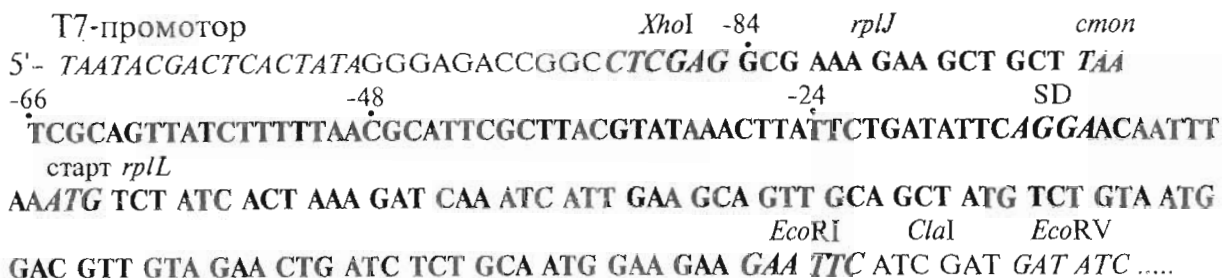 Т7-промотор XhoI -84 rplJ стоп
5'- TAATACGACTCACTATAGGGAGACCGGCCTCGAG GCG AAA GAA GCT GCT TAA
-66 -48 -24 SD
TCGCAGTTATCTTTTTAACGCATTCGCTTACGTATAAACTTATTCTGATATTCAGGAACAATTT
старт rplL
AAATG TCT ATC ACT AAA GAT CAA ATC ATT GAA GCA GTT GCA GCT ATG TCT GTA ATG
EcoRI ClaI EcoRV
GAC GTT GTA GAA CTG ATC TCT GCA ATG GAA GAA GAA TTC ATC GAT GAT ATC .....